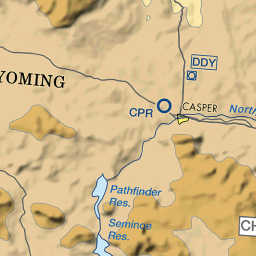 DDY
YOMING
CPR
CASPER
North
Pathfinder
Res.
Seminoe
Res.
CH